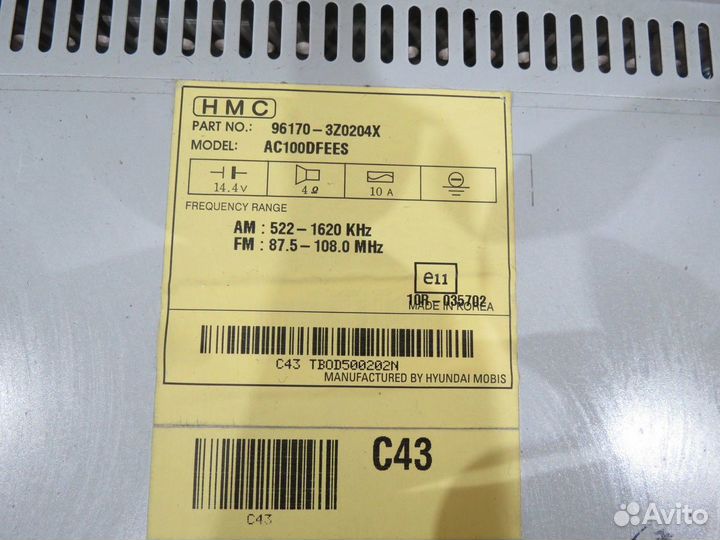 HMC
PART NO.: 96170-3Z0204X
MODEL: AC100DFEES
14.4V 4Ω 10A
FREQUENCY RANGE
AM : 522-1620 KHz
FM : 87.5-108.0 MHz
e11
10R-035702
MADE IN KOREA
C43 TBOD500202N
MANUFACTURED BY HYUNDAI MOBIS
C43
C43
Avito